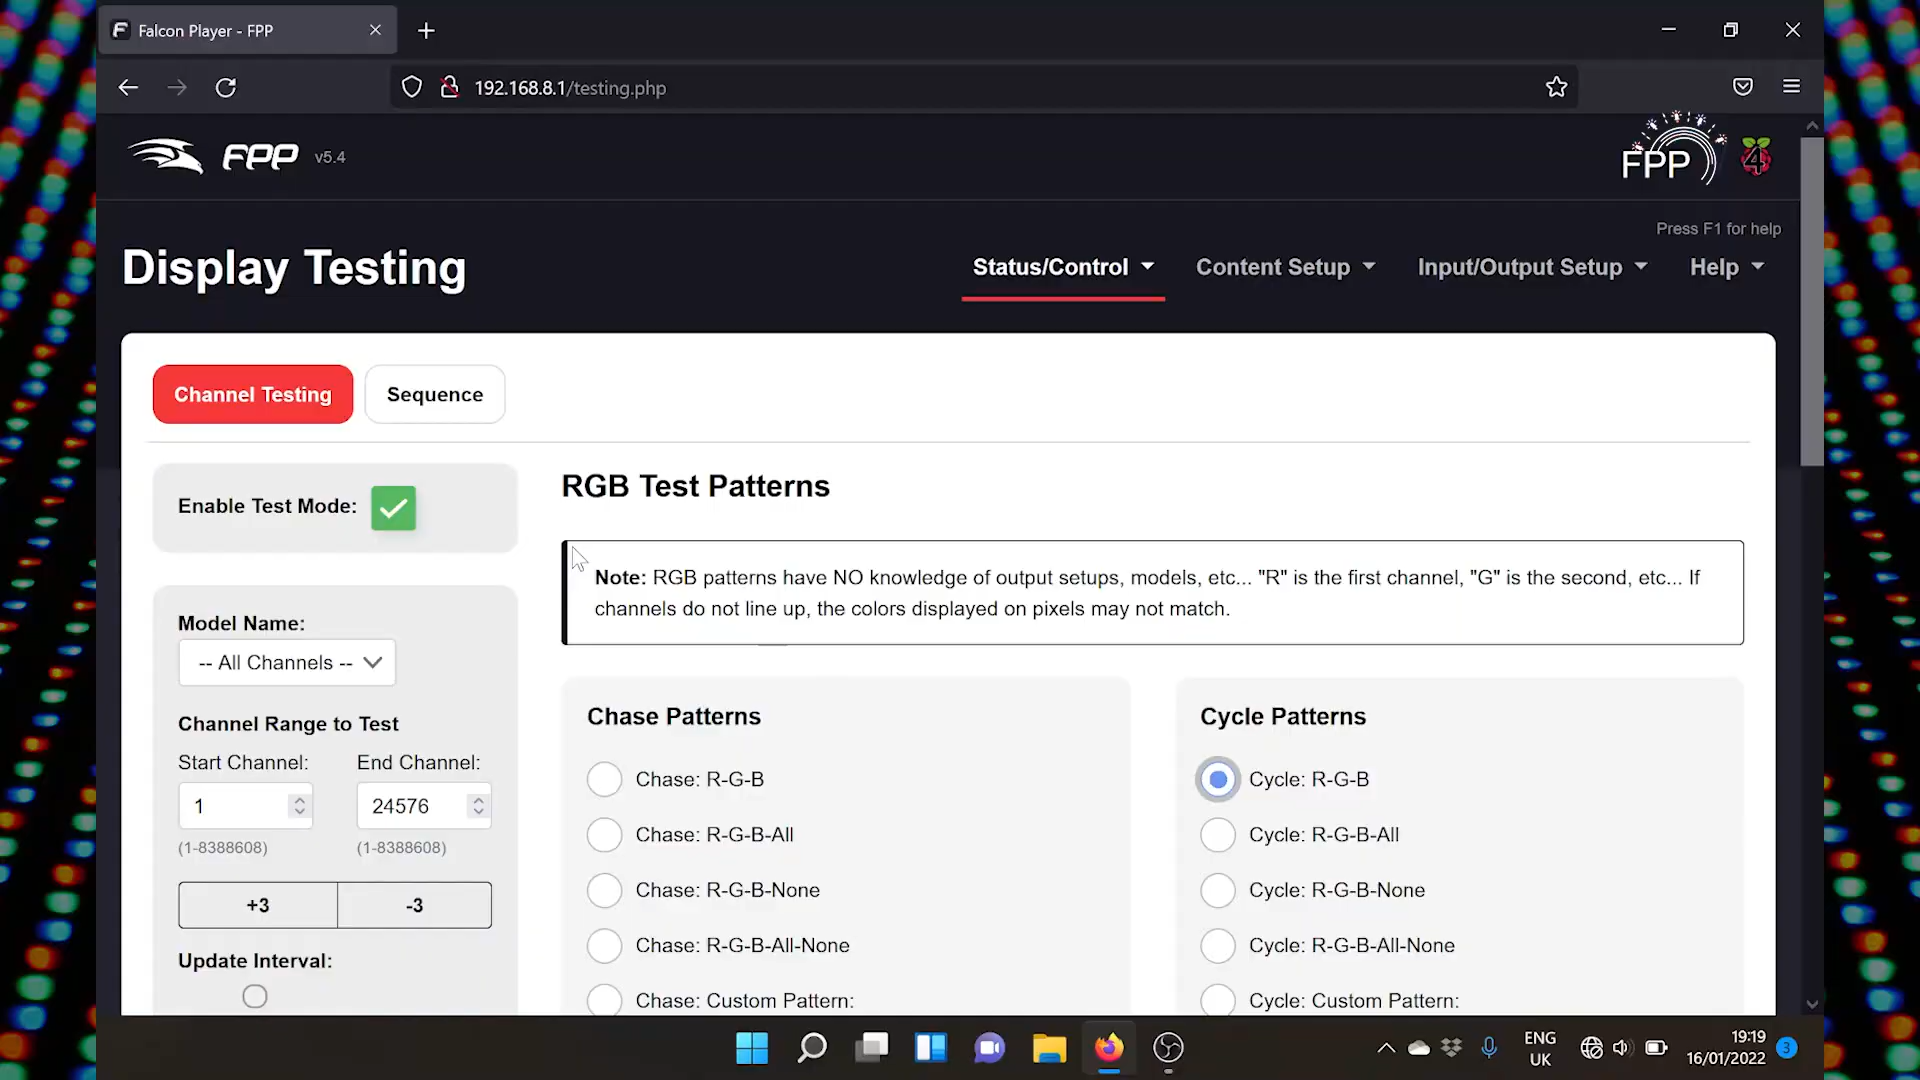 Falcon Player - FPP
192.168.8.1/testing.php
FPP v5.4
FPP
4
Press F1 for help
Display Testing
Status/Control
Content Setup
Input/Output Setup
Help
Channel Testing
Sequence
Enable Test Mode:
RGB Test Patterns
Note: RGB patterns have NO knowledge of output setups, models, etc... "R" is the first channel, "G" is the second, etc... If
channels do not line up, the colors displayed on pixels may not match.
Model Name:
-- All Channels --
Channel Range to Test
Start Channel:
End Channel:
1
24576
(1-8388608)
(1-8388608)
+3
-3
Update Interval:
Chase Patterns
Chase: R-G-B
Chase: R-G-B-All
Chase: R-G-B-None
Chase: R-G-B-All-None
Chase: Custom Pattern:
Cycle Patterns
Cycle: R-G-B
Cycle: R-G-B-All
Cycle: R-G-B-None
Cycle: R-G-B-All-None
Cycle: Custom Pattern:
ENG
UK
19:19
16/01/2022
3